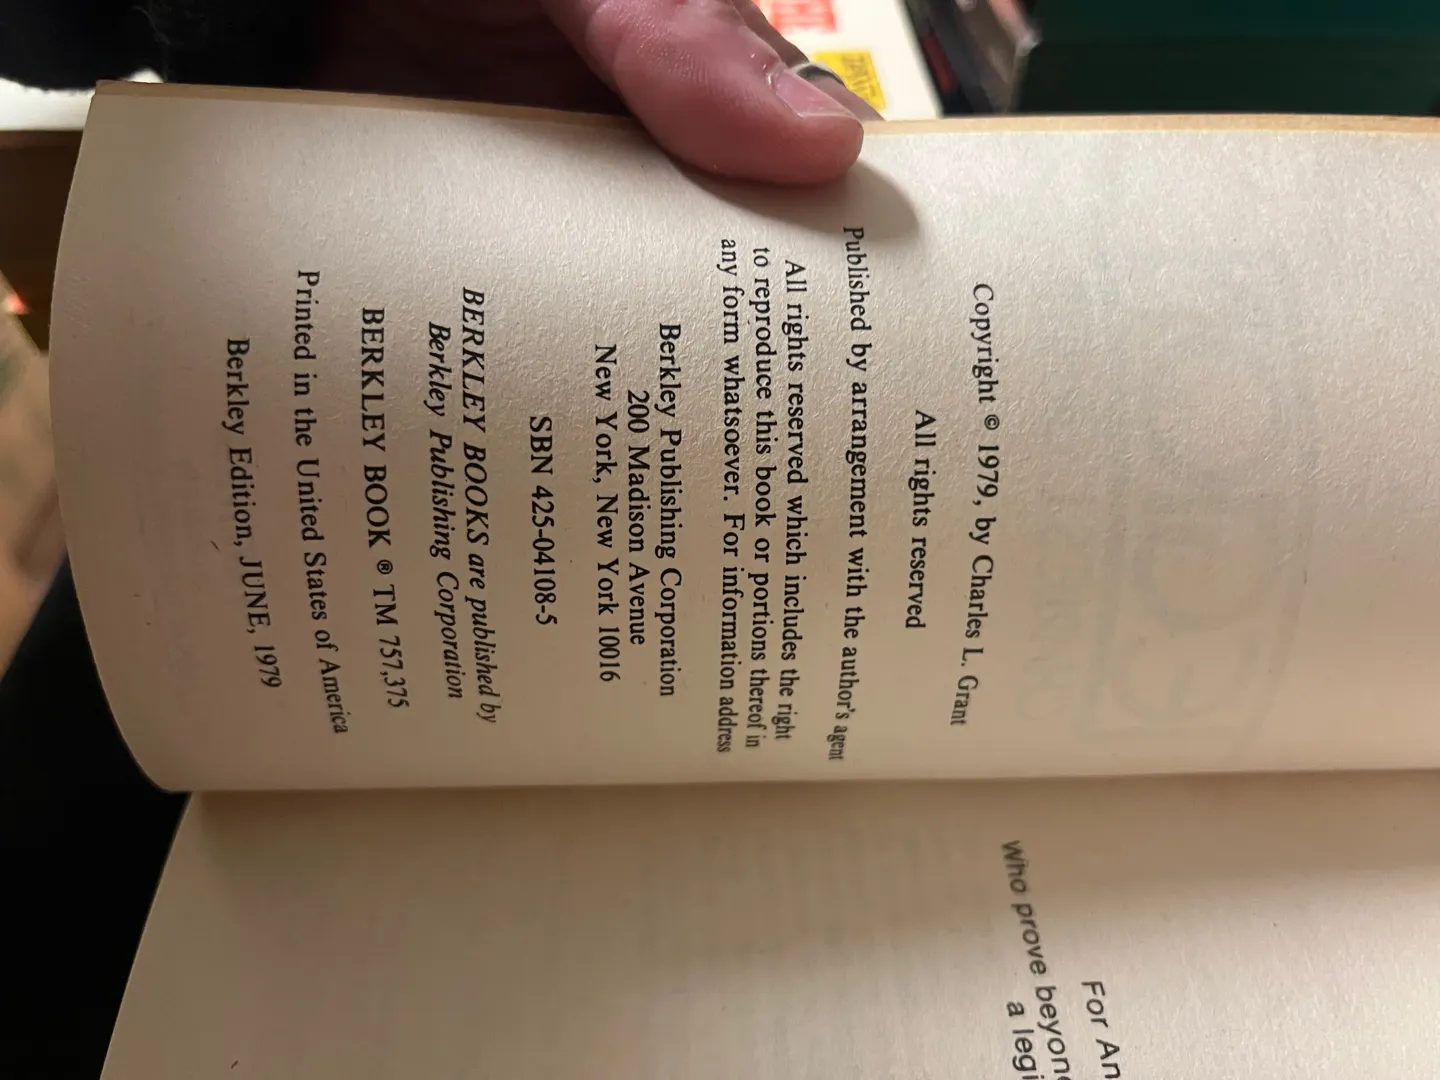 Copyright © 1979, by Charles L. Grant
All rights reserved
Published by arrangement with the author's agent
All rights reserved which includes the right
to reproduce this book or portions thereof in
any form whatsoever. For information address
Berkley Publishing Corporation
200 Madison Avenue
New York, New York 10016
SBN 425-04108-5
BERKLEY BOOKS are published by
Berkley Publishing Corporation
BERKLEY BOOK ® TM 757,375
Printed in the United States of America
Berkley Edition, JUNE, 1979
For An
who prove beyon
a legi